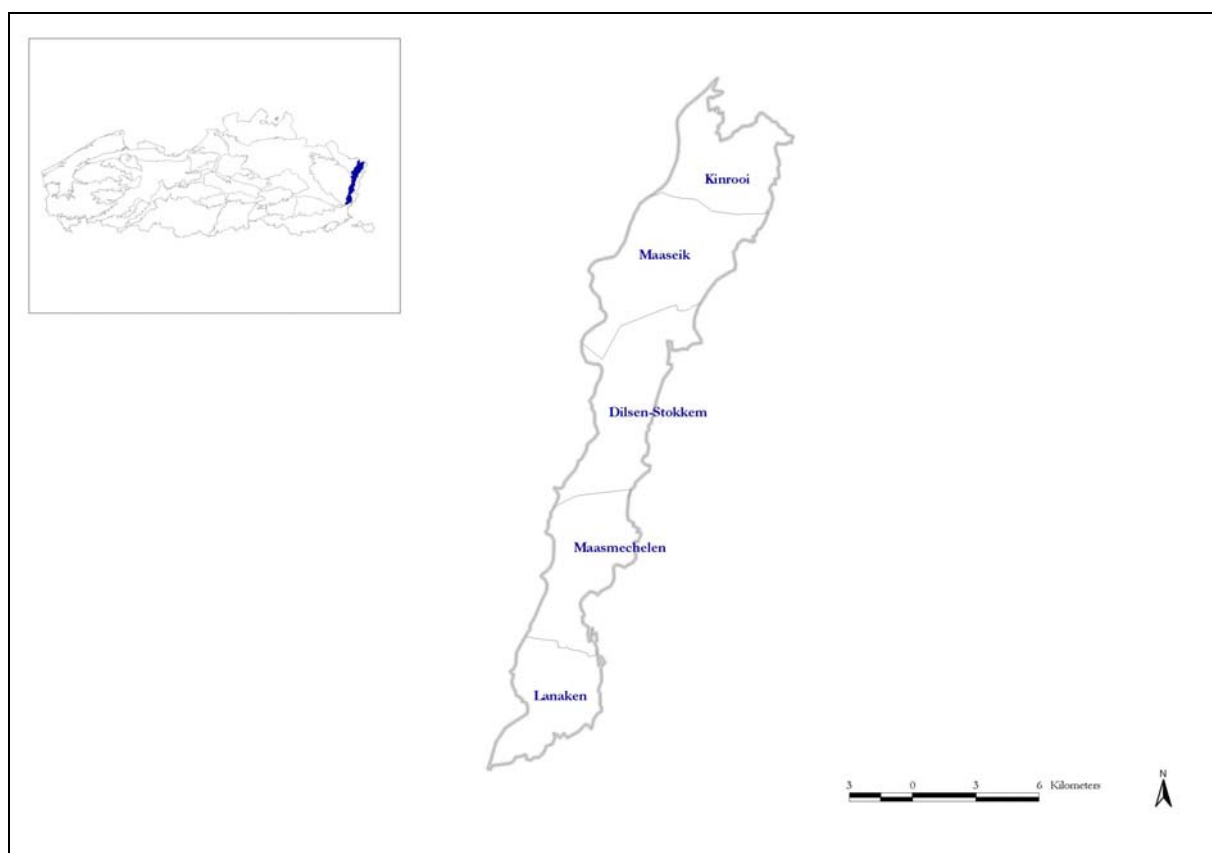 Kinrooi
Maaseik
Dilsen-Stokkem
Maasmechelen
Lanaken
3 0 3 6 Kilometers
N